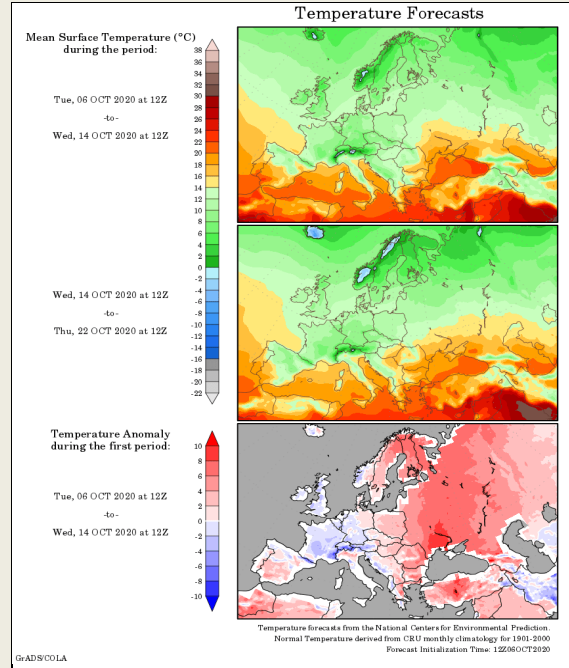 Temperature Forecasts
Mean Surface Temperature (°C)
during the period:
Tue, 06 OCT 2020 at 12Z
-to-
Wed, 14 OCT 2020 at 12Z
38
36
34
32
30
28
26
24
22
20
18
16
14
12
10
8
6
4
2
0
-2
-4
-6
-8
-10
-12
-14
-16
-18
-20
-22
Wed, 14 OCT 2020 at 12Z
-to-
Thu, 22 OCT 2020 at 12Z
Temperature Anomaly
during the first period:
Tue, 06 OCT 2020 at 12Z
-to-
Wed, 14 OCT 2020 at 12Z
10
8
6
4
2
0
-2
-4
-6
-8
-10
Temperature forecasts from the National Centers for Environmental Prediction.
Normal Temperature derived from CRU monthly climatology for 1901-2000
Forecast Initialization Time: 12Z06OCT2020
GrADS/COLA